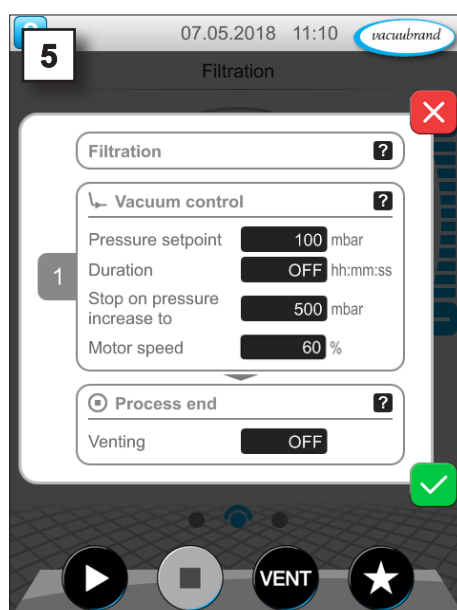 07.05.2018 11:10 vacuubrand
5
Filtration
Filtration ?
Vacuum control ?
1
Pressure setpoint 100 mbar
Duration OFF hh:mm:ss
Stop on pressure
increase to 500 mbar
Motor speed 60 %
Process end ?
Venting OFF
VENT